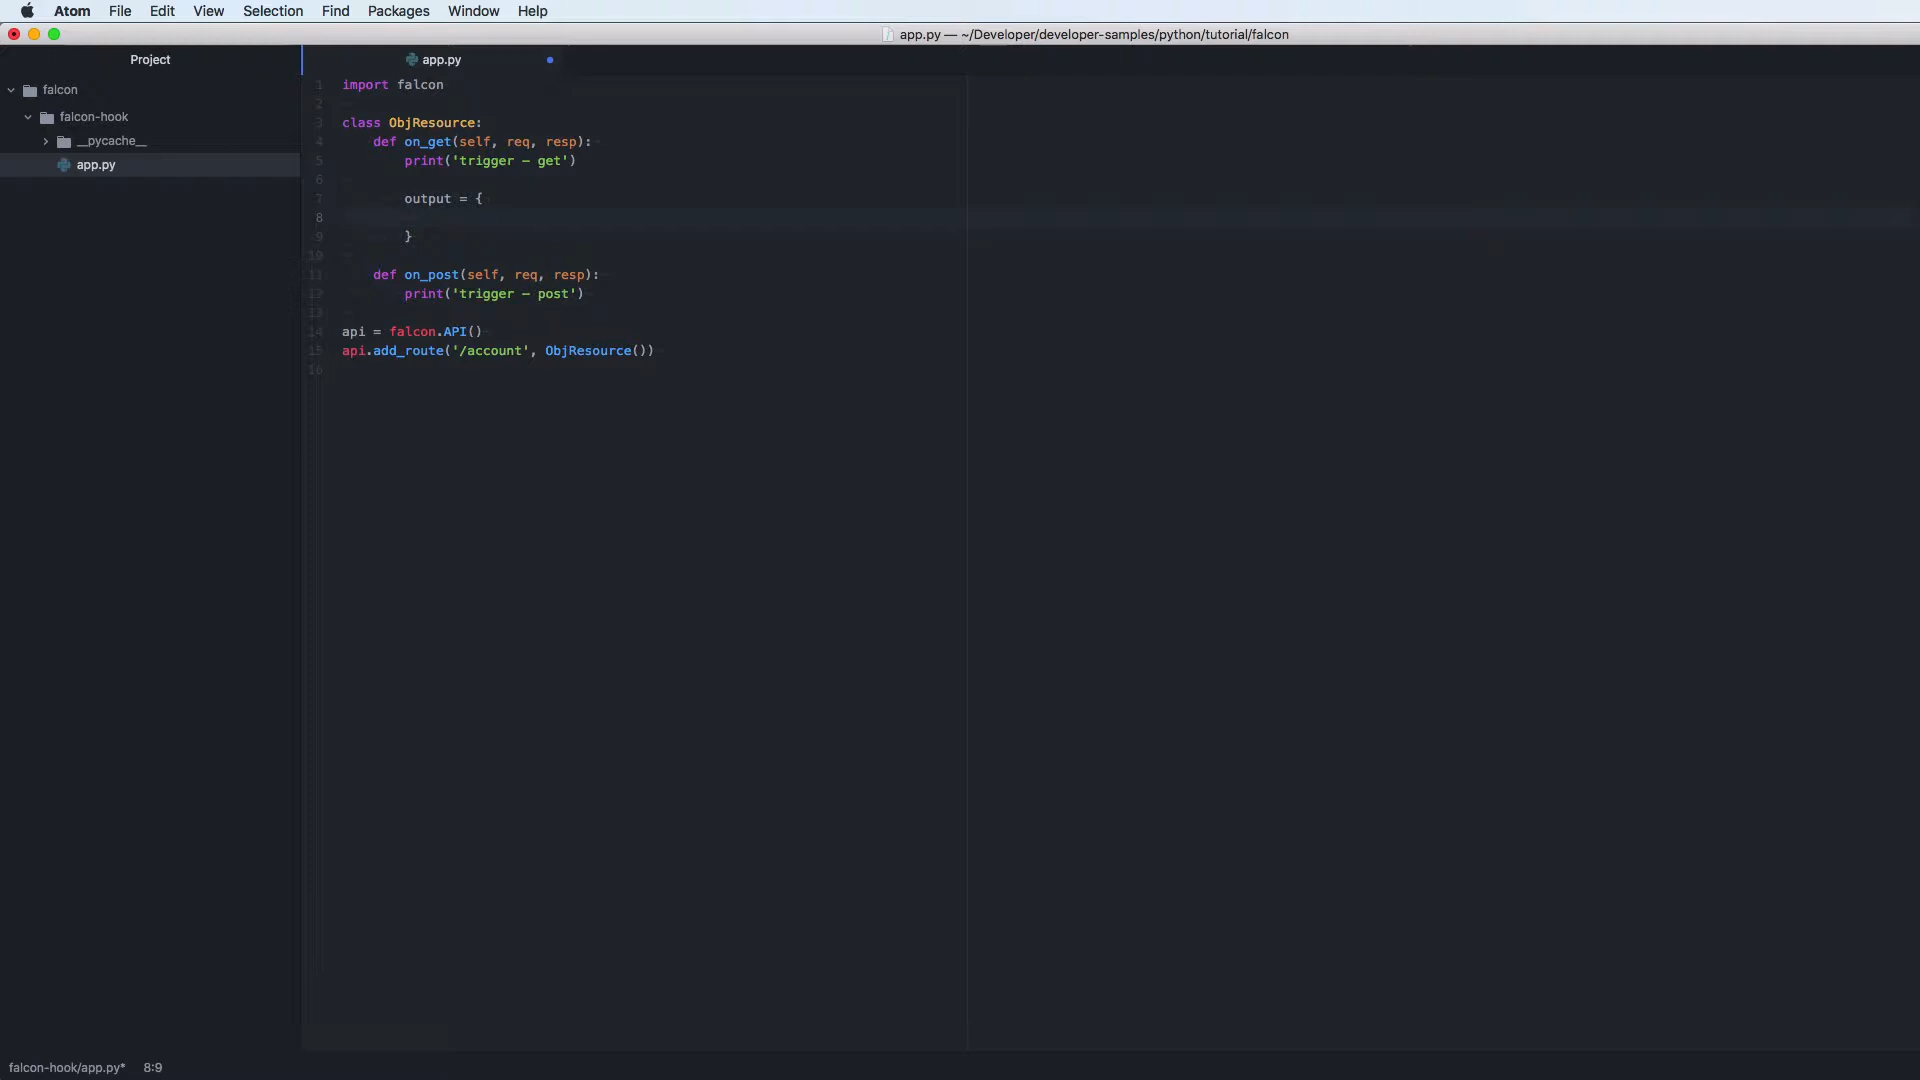 Atom File Edit View Selection Find Packages Window Help
app.py — ~/Developer/developer-samples/python/tutorial/falcon
Project
app.py
falcon
falcon-hook
__pycache__
app.py
1 import falcon
2
3 class ObjResource:
4 def on_get(self, req, resp):
5 print('trigger - get')
6
7 output = {
8
9 }
10
11 def on_post(self, req, resp):
12 print('trigger - post')
13
14 api = falcon.API()
15 api.add_route('/account', ObjResource())
16
falcon-hook/app.py* 8:9